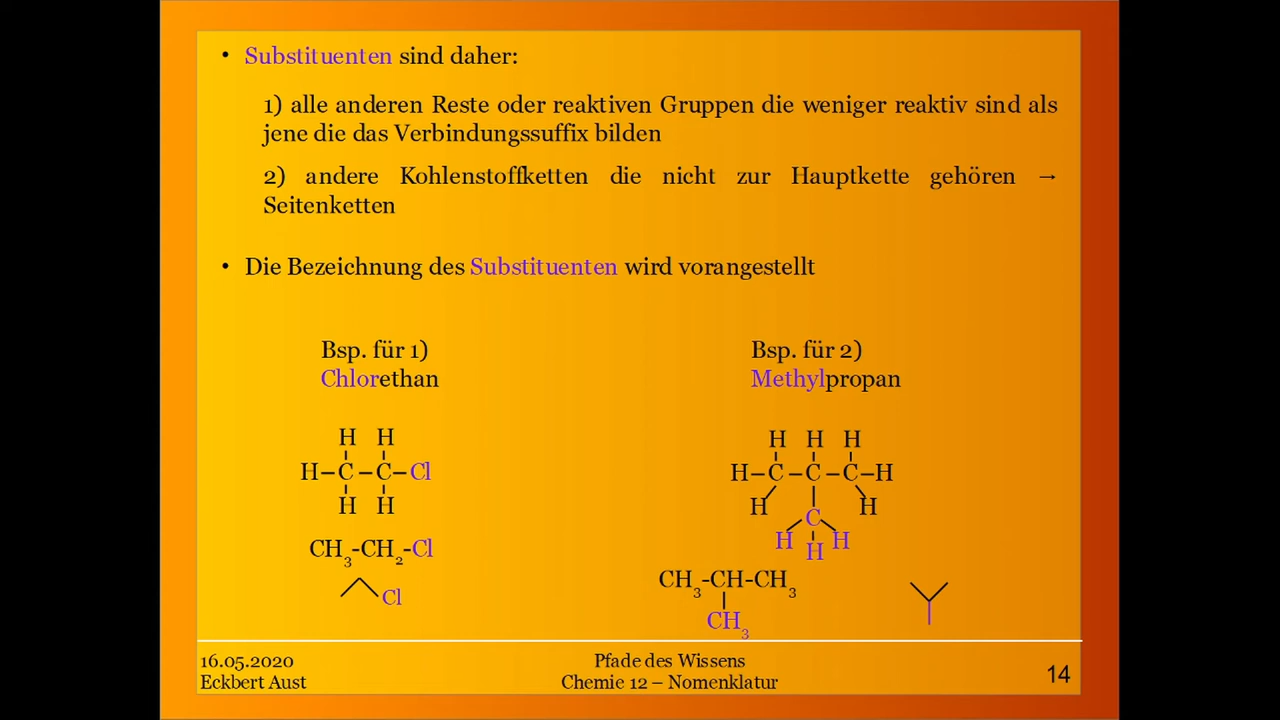 • Substituenten sind daher:
1) alle anderen Reste oder reaktiven Gruppen die weniger reaktiv sind als
jene die das Verbindungssuffix bilden
2) andere Kohlenstoffketten die nicht zur Hauptkette gehören →
Seitenketten
• Die Bezeichnung des Substituenten wird vorangestellt
Bsp. für 1)
Chlorethan
H H
H–C–C–Cl
H H
CH₃-CH₂-Cl
Cl
Bsp. für 2)
Methylpropan
H H H
H–C–C–C–H
H H
C
H H H
CH₃-CH-CH₃
CH₃
16.05.2020
Eckbert Aust
Pfade des Wissens
Chemie 12 – Nomenklatur
14